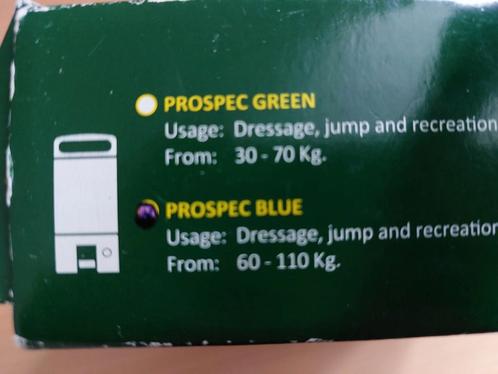 PROSPEC GREEN
Usage: Dressage, jump and recreation
From: 30 - 70 Kg.
PROSPEC BLUE
Usage: Dressage, jump and recreation
From: 60 - 110 Kg.